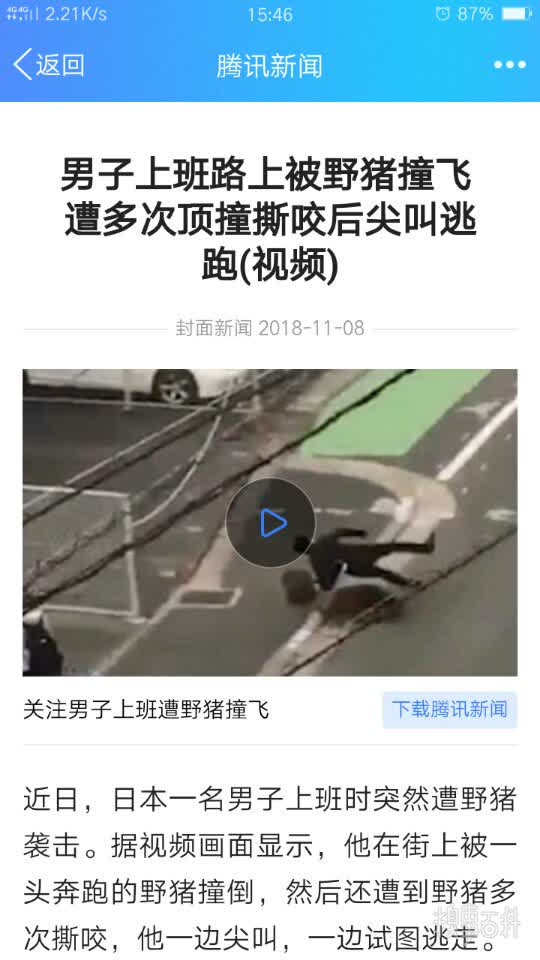 4G 4G 2.21K/s 15:46 87%
返回 腾讯新闻
男子上班路上被野猪撞飞
遭多次顶撞撕咬后尖叫逃
跑(视频)
封面新闻 2018-11-08
关注男子上班遭野猪撞飞 下载腾讯新闻
近日，日本一名男子上班时突然遭野猪
袭击。据视频画面显示，他在街上被一
头奔跑的野猪撞倒，然后还遭到野猪多
次撕咬，他一边尖叫，一边试图逃走。